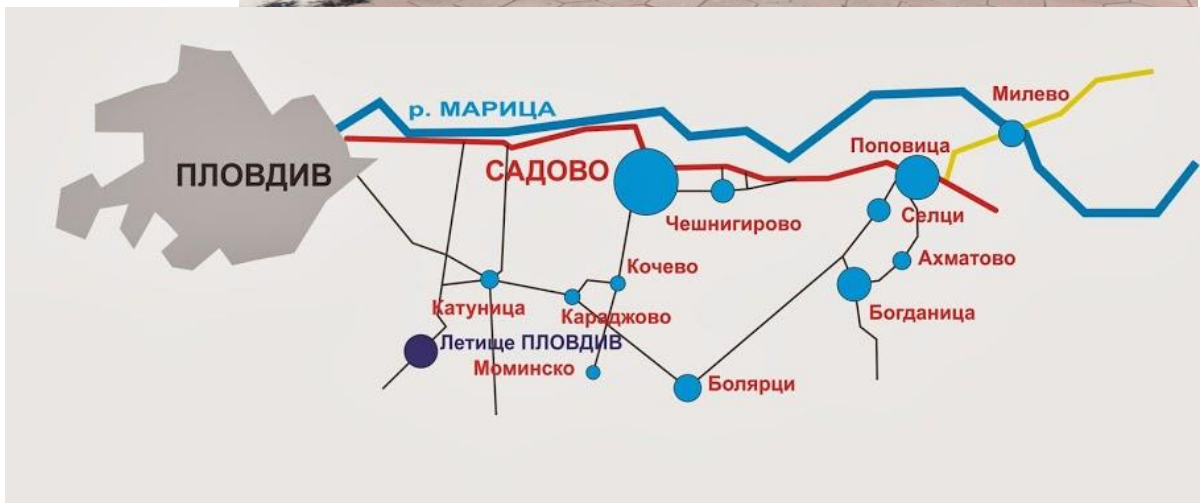 Милево
р. МАРИЦА
Поповица
ПЛОВДИВ
САДОВО
Чешнигирово
Селци
Ахматово
Кочево
Катуница
Караджово
Богданица
Летище ПЛОВДИВ
Моминско
Болярци